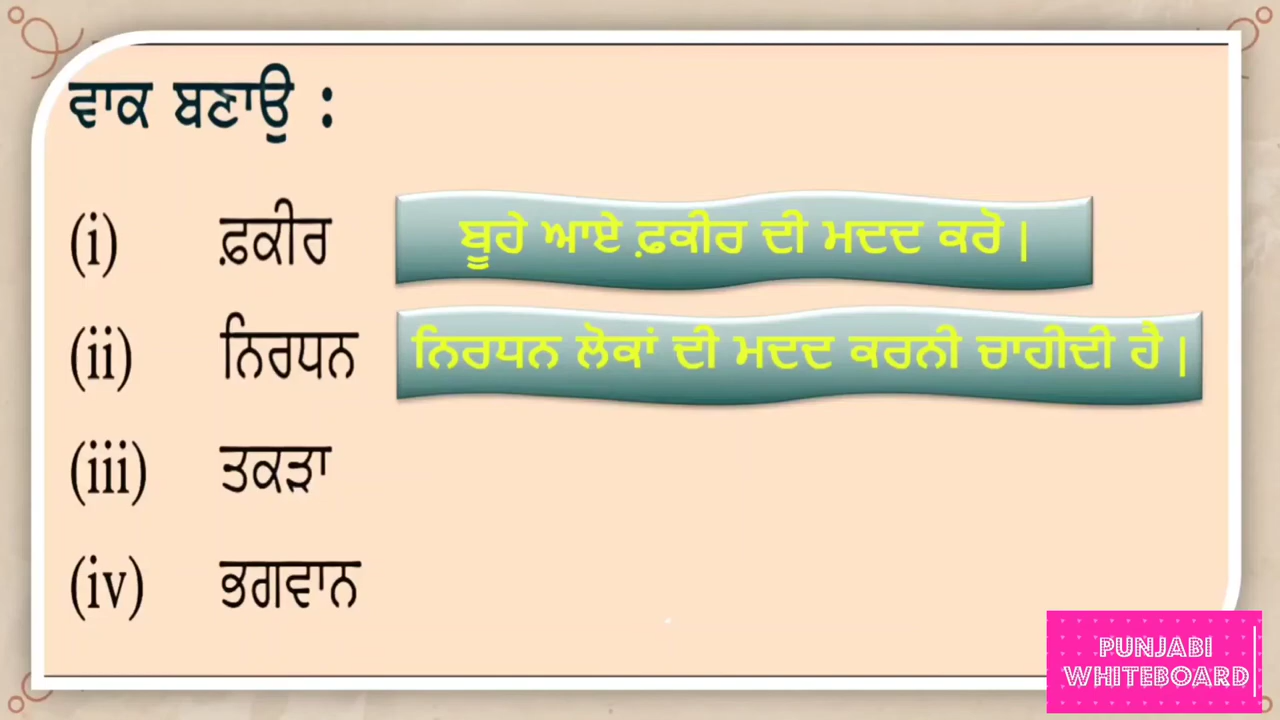 ਵਾਕ ਬਣਾਉ :
(i) ਫ਼ਕੀਰ ਬੂਹੇ ਆਏ ਫ਼ਕੀਰ ਦੀ ਮਦਦ ਕਰੋ |
(ii) ਨਿਰਧਨ ਨਿਰਧਨ ਲੋਕਾਂ ਦੀ ਮਦਦ ਕਰਨੀ ਚਾਹੀਦੀ ਹੈ |
(iii) ਤਕੜਾ
(iv) ਭਗਵਾਨ
PUNJABI
WHITEBOARD